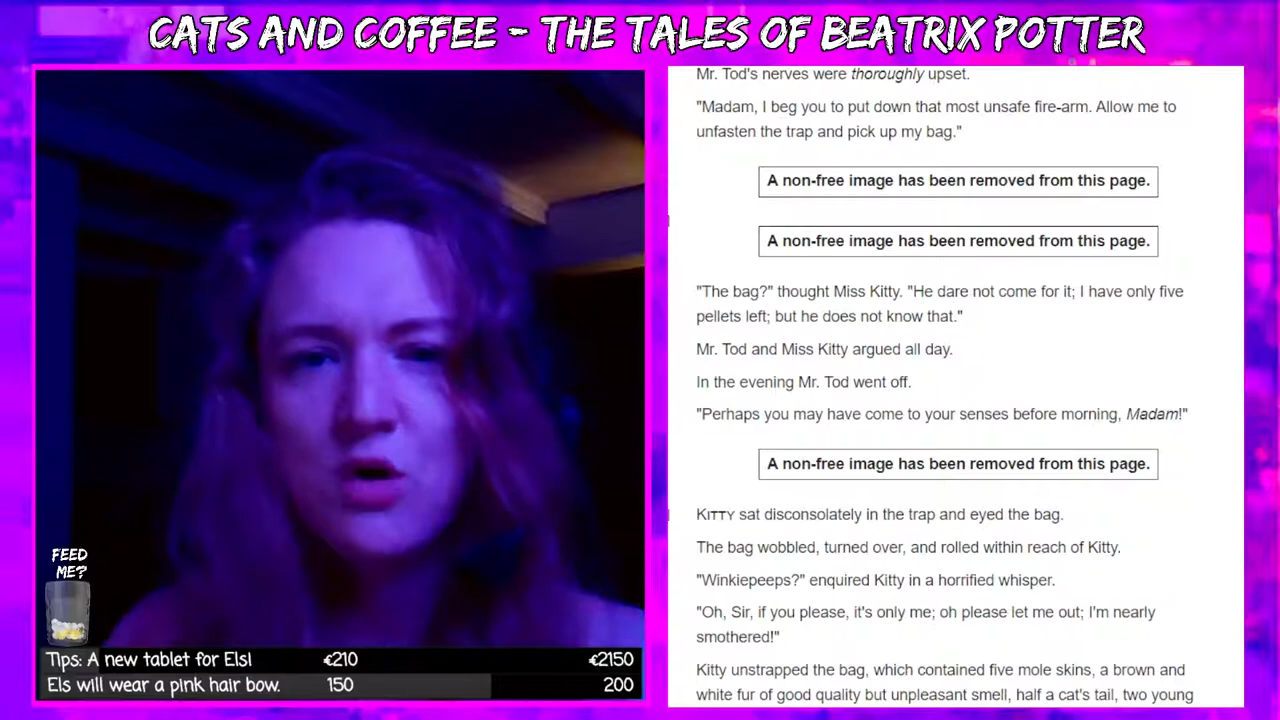 CATS AND COFFEE - THE TALES OF BEATRIX POTTER
Mr. Tod's nerves were thoroughly upset.
"Madam, I beg you to put down that most unsafe fire-arm. Allow me to
unfasten the trap and pick up my bag."
A non-free image has been removed from this page.
A non-free image has been removed from this page.
"The bag?" thought Miss Kitty. "He dare not come for it; I have only five
pellets left; but he does not know that."
Mr. Tod and Miss Kitty argued all day.
In the evening Mr. Tod went off.
"Perhaps you may have come to your senses before morning, Madam!"
A non-free image has been removed from this page.
KITTY sat disconsolately in the trap and eyed the bag.
The bag wobbled, turned over, and rolled within reach of Kitty.
"Winkiepeeps?" enquired Kitty in a horrified whisper.
"Oh, Sir, if you please, it's only me; oh please let me out; I'm nearly
smothered!"
Kitty unstrapped the bag, which contained five mole skins, a brown and
white fur of good quality but unpleasant smell, half a cat's tail, two young
FEED
ME?
Tips: A new tablet for Els! €210 €2150
Els will wear a pink hair bow. 150 200